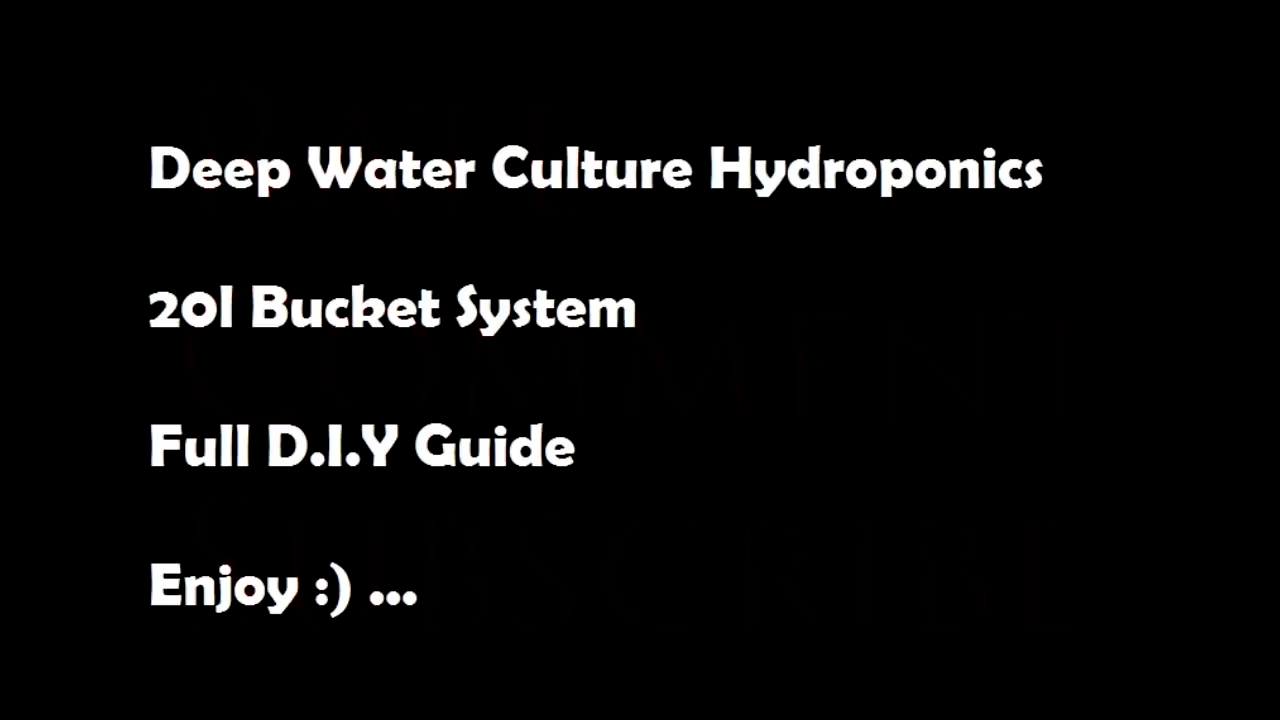 Deep Water Culture Hydroponics
20l Bucket System
Full D.I.Y Guide
Enjoy :) ...